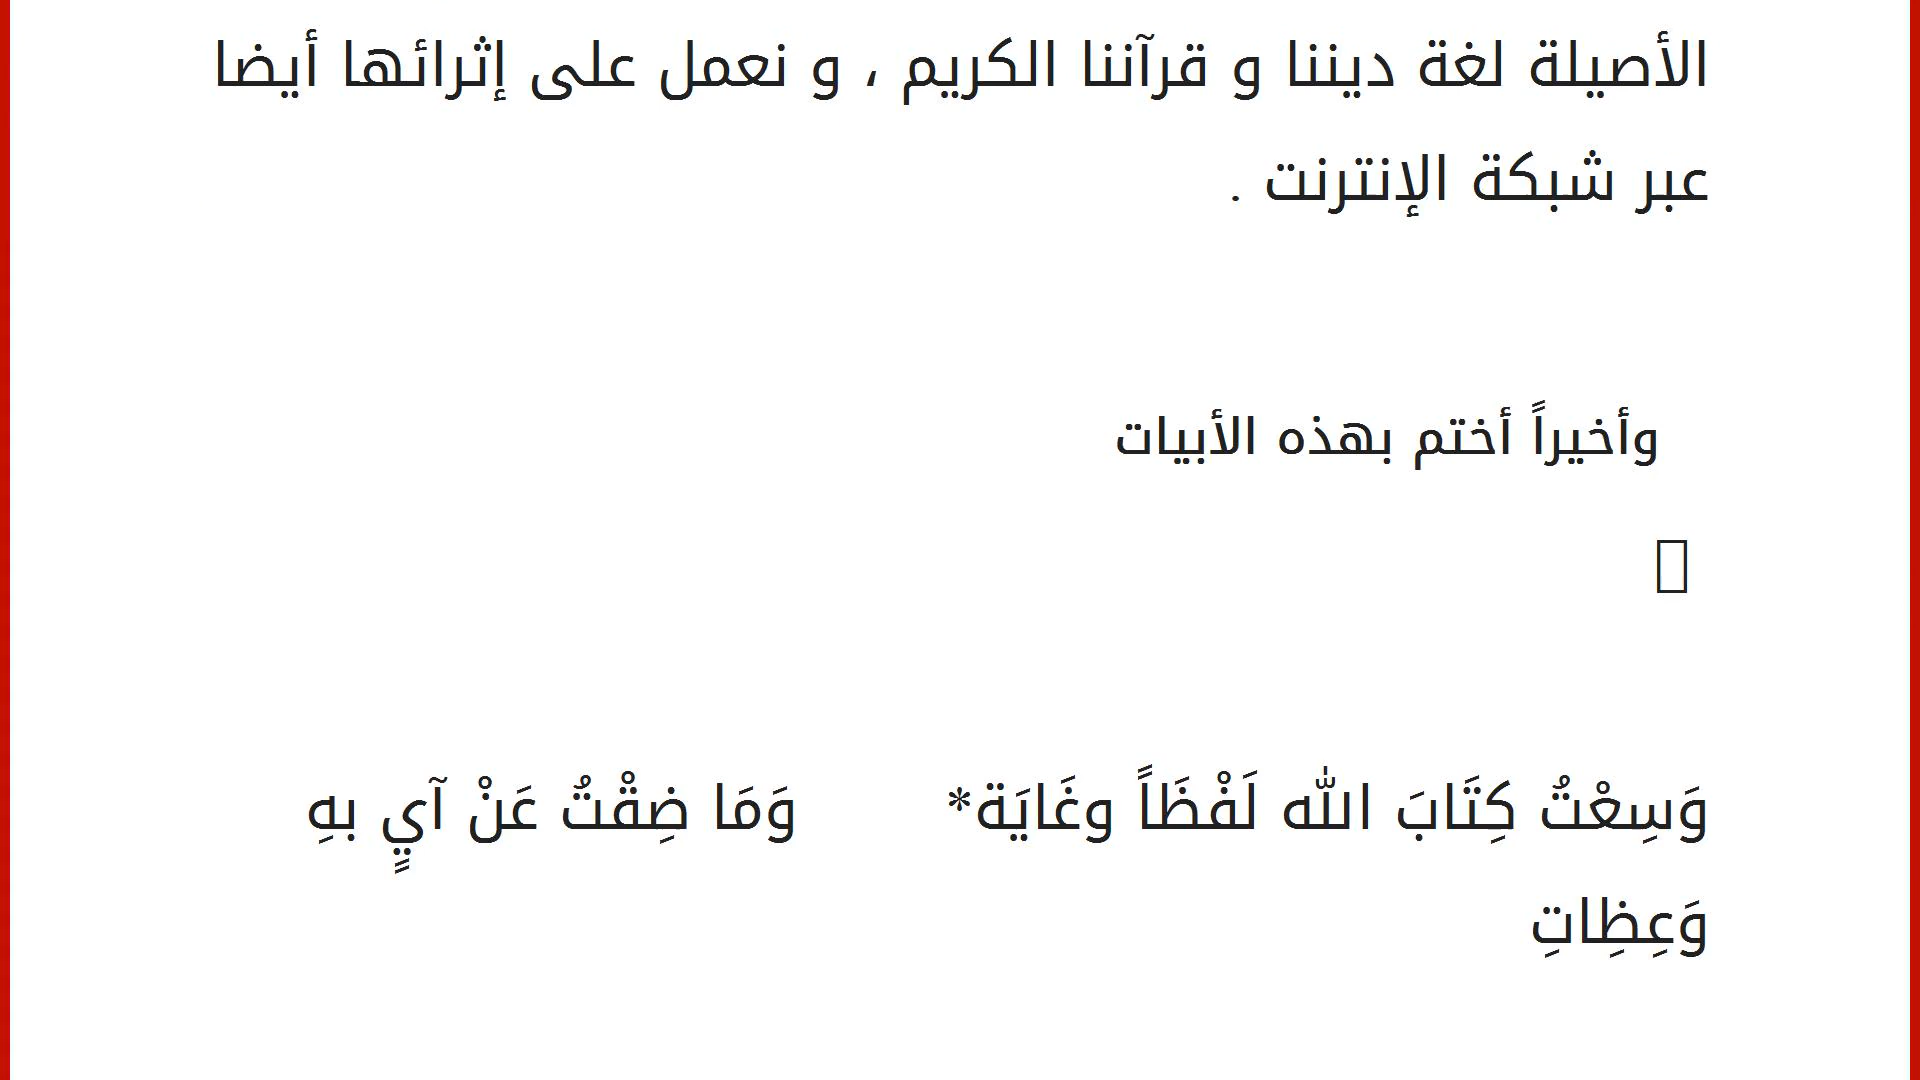 الأصيلة لغة ديننا و قرآننا الكريم ، و نعمل على إثرائها أيضا
عبر شبكة الإنترنت .
وأخيراً أختم بهذه الأبيات
وَسِعْتُ كِتَابَ الله لَفْظَاً وغَايَة* وَمَا ضِقْتُ عَنْ آيٍ بهِ
وَعِظِاتِ